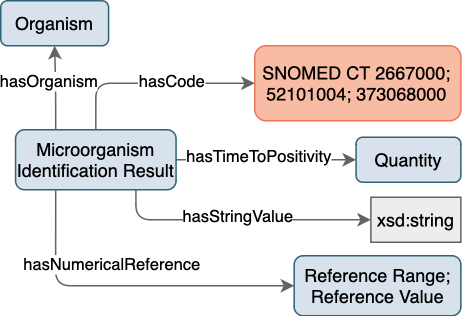 Organism
hasOrganism
hasCode
SNOMED CT 2667000;
52101004; 373068000
Microorganism
Identification Result
hasTimeToPositivity
Quantity
hasStringValue
xsd:string
hasNumericalReference
Reference Range;
Reference Value